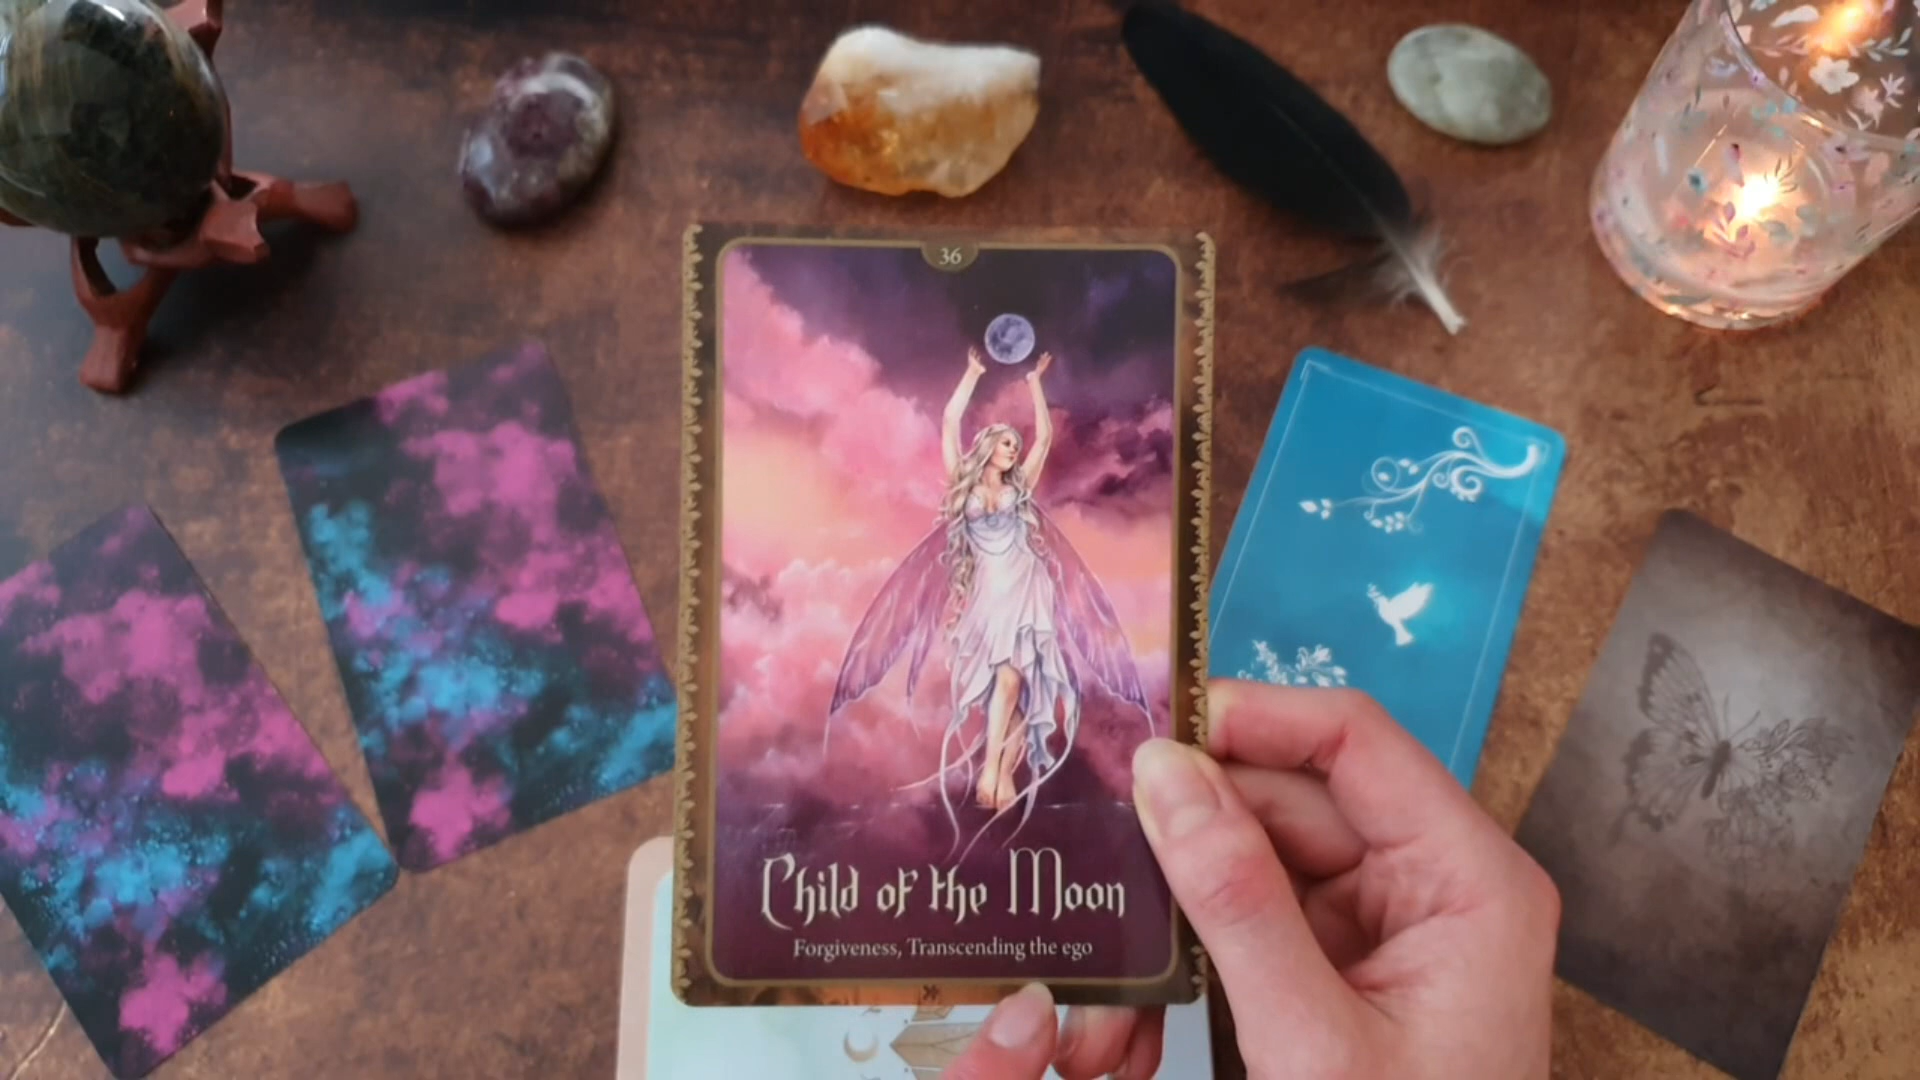 36
Child of the Moon
Forgiveness, Transcending the ego